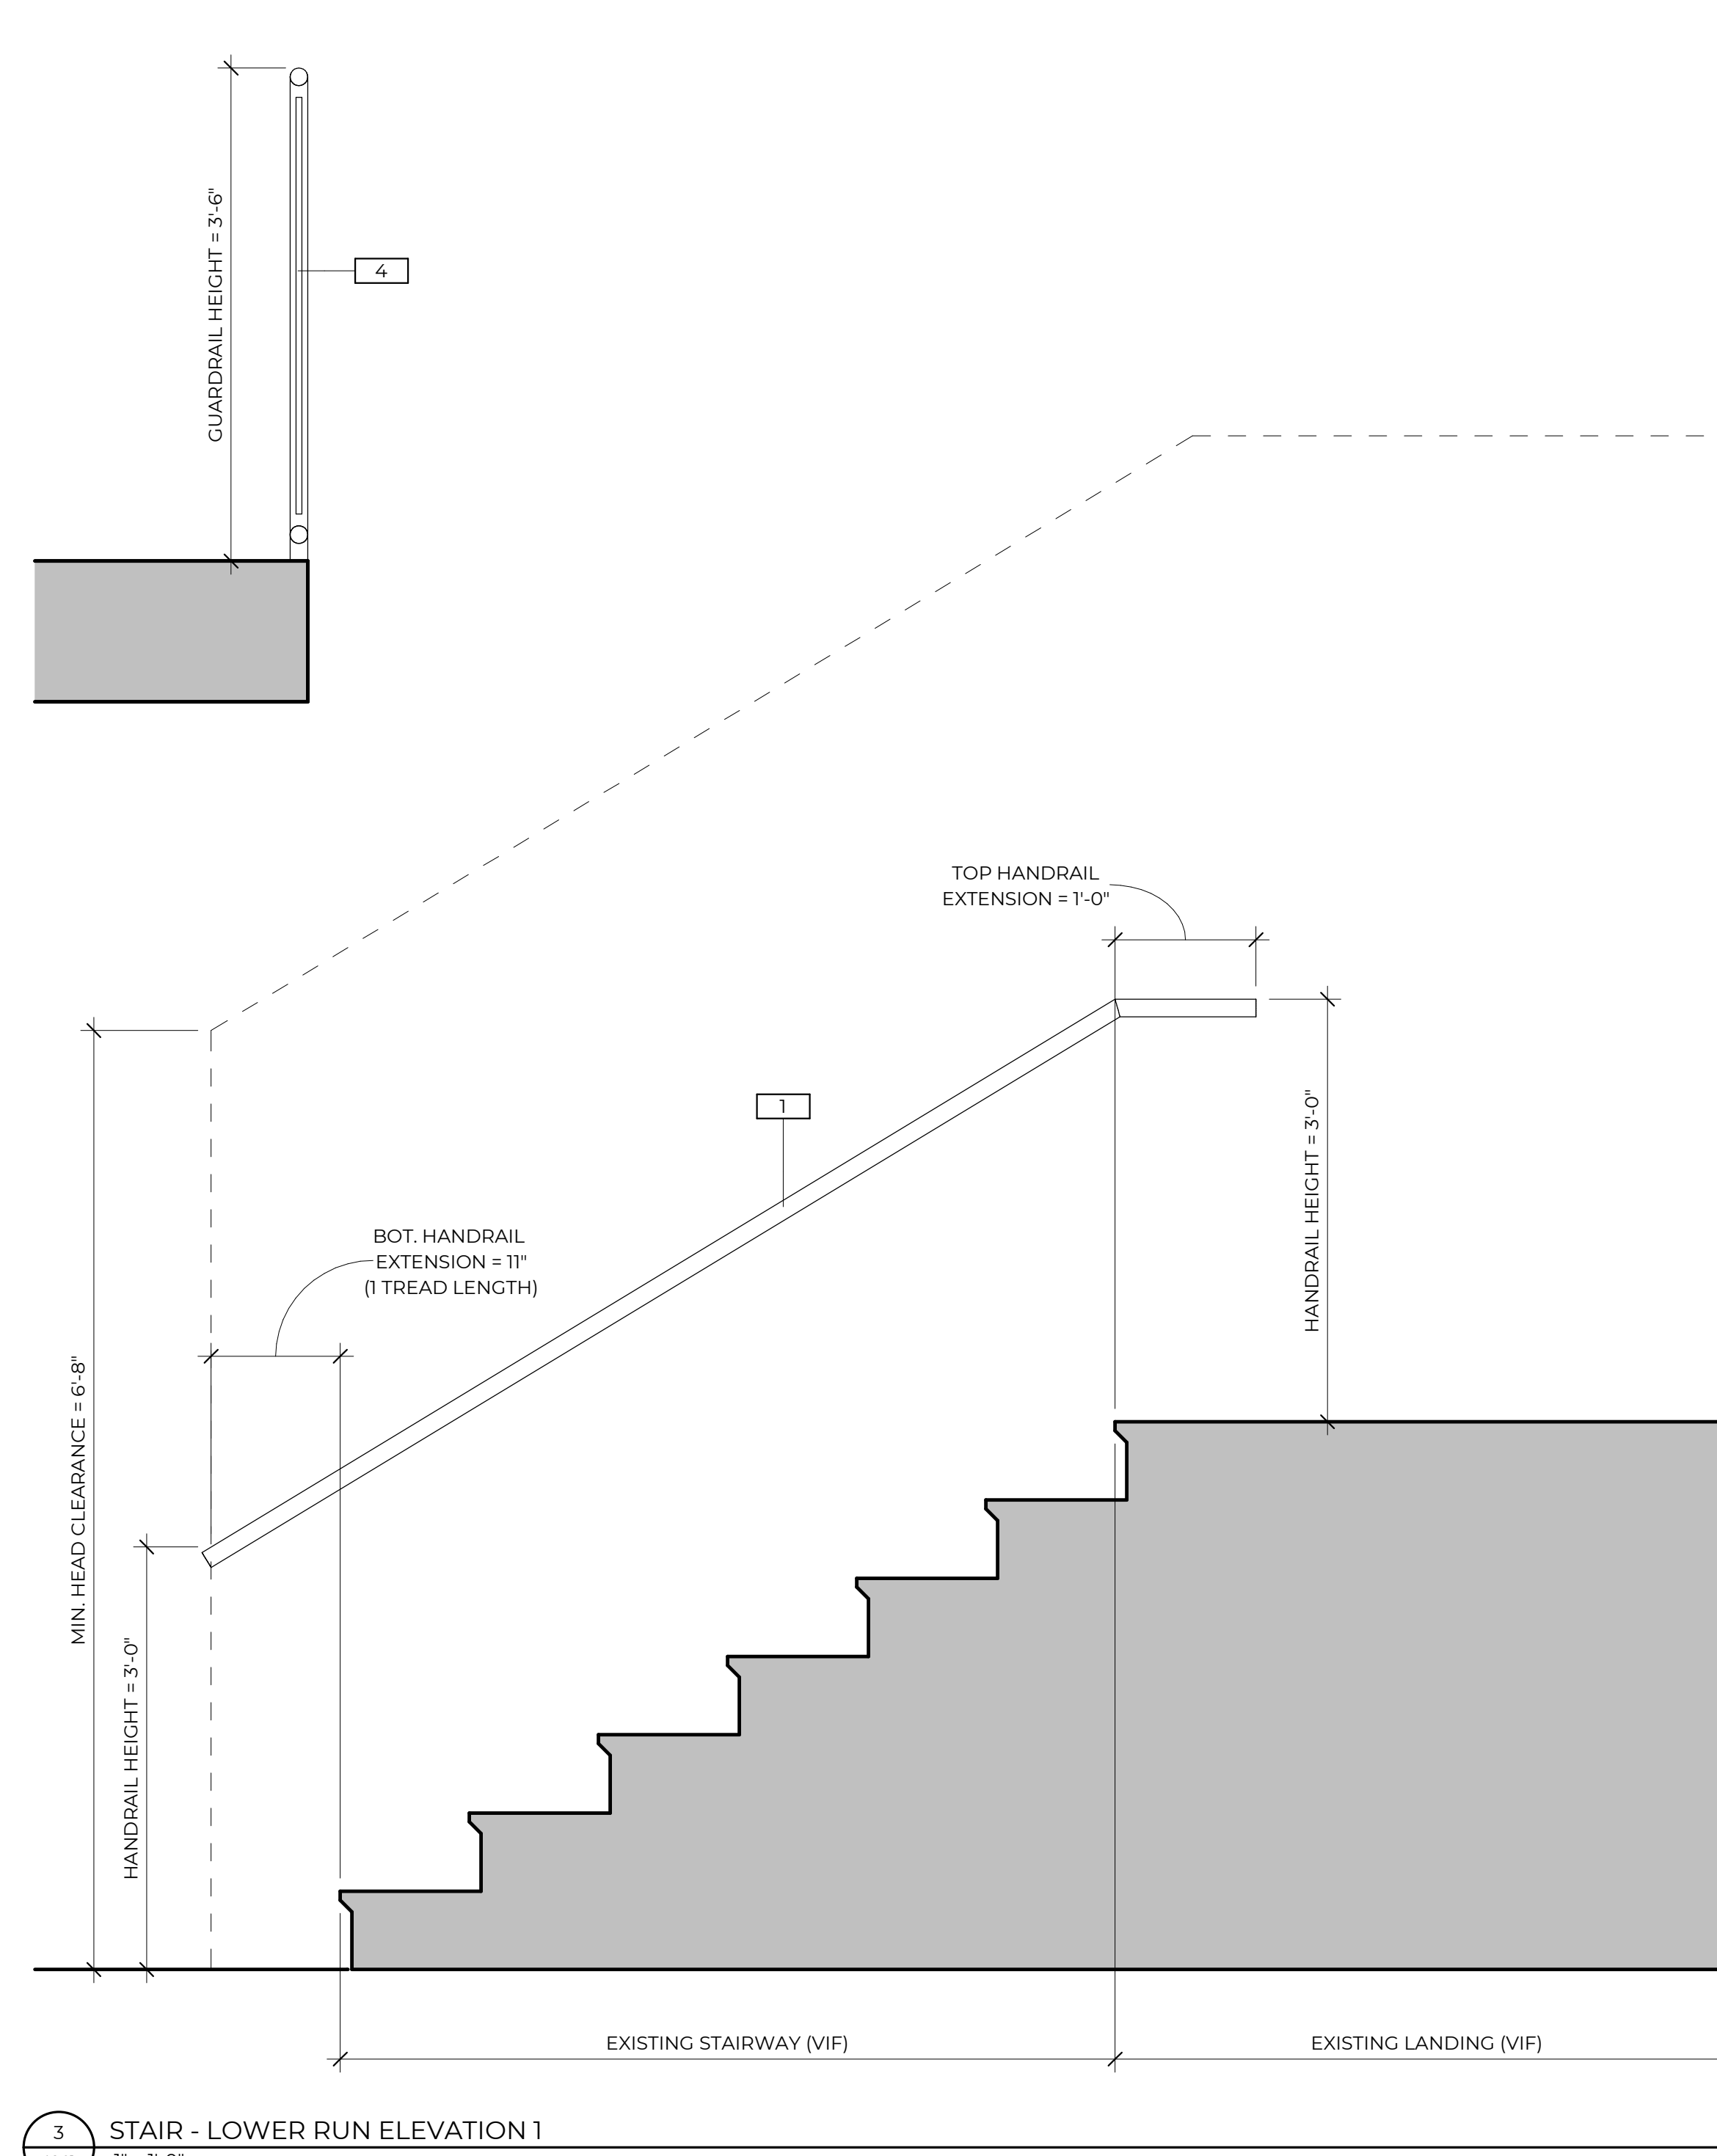 GUARDRAIL HEIGHT = 3'-6"
4
TOP HANDRAIL
EXTENSION = 1'-0"
1
HANDRAIL HEIGHT = 3'-0"
BOT. HANDRAIL
EXTENSION = 11"
(1 TREAD LENGTH)
MIN. HEAD CLEARANCE = 6'-8"
HANDRAIL HEIGHT = 3'-0"
EXISTING STAIRWAY (VIF)
EXISTING LANDING (VIF)
3
STAIR - LOWER RUN ELEVATION 1